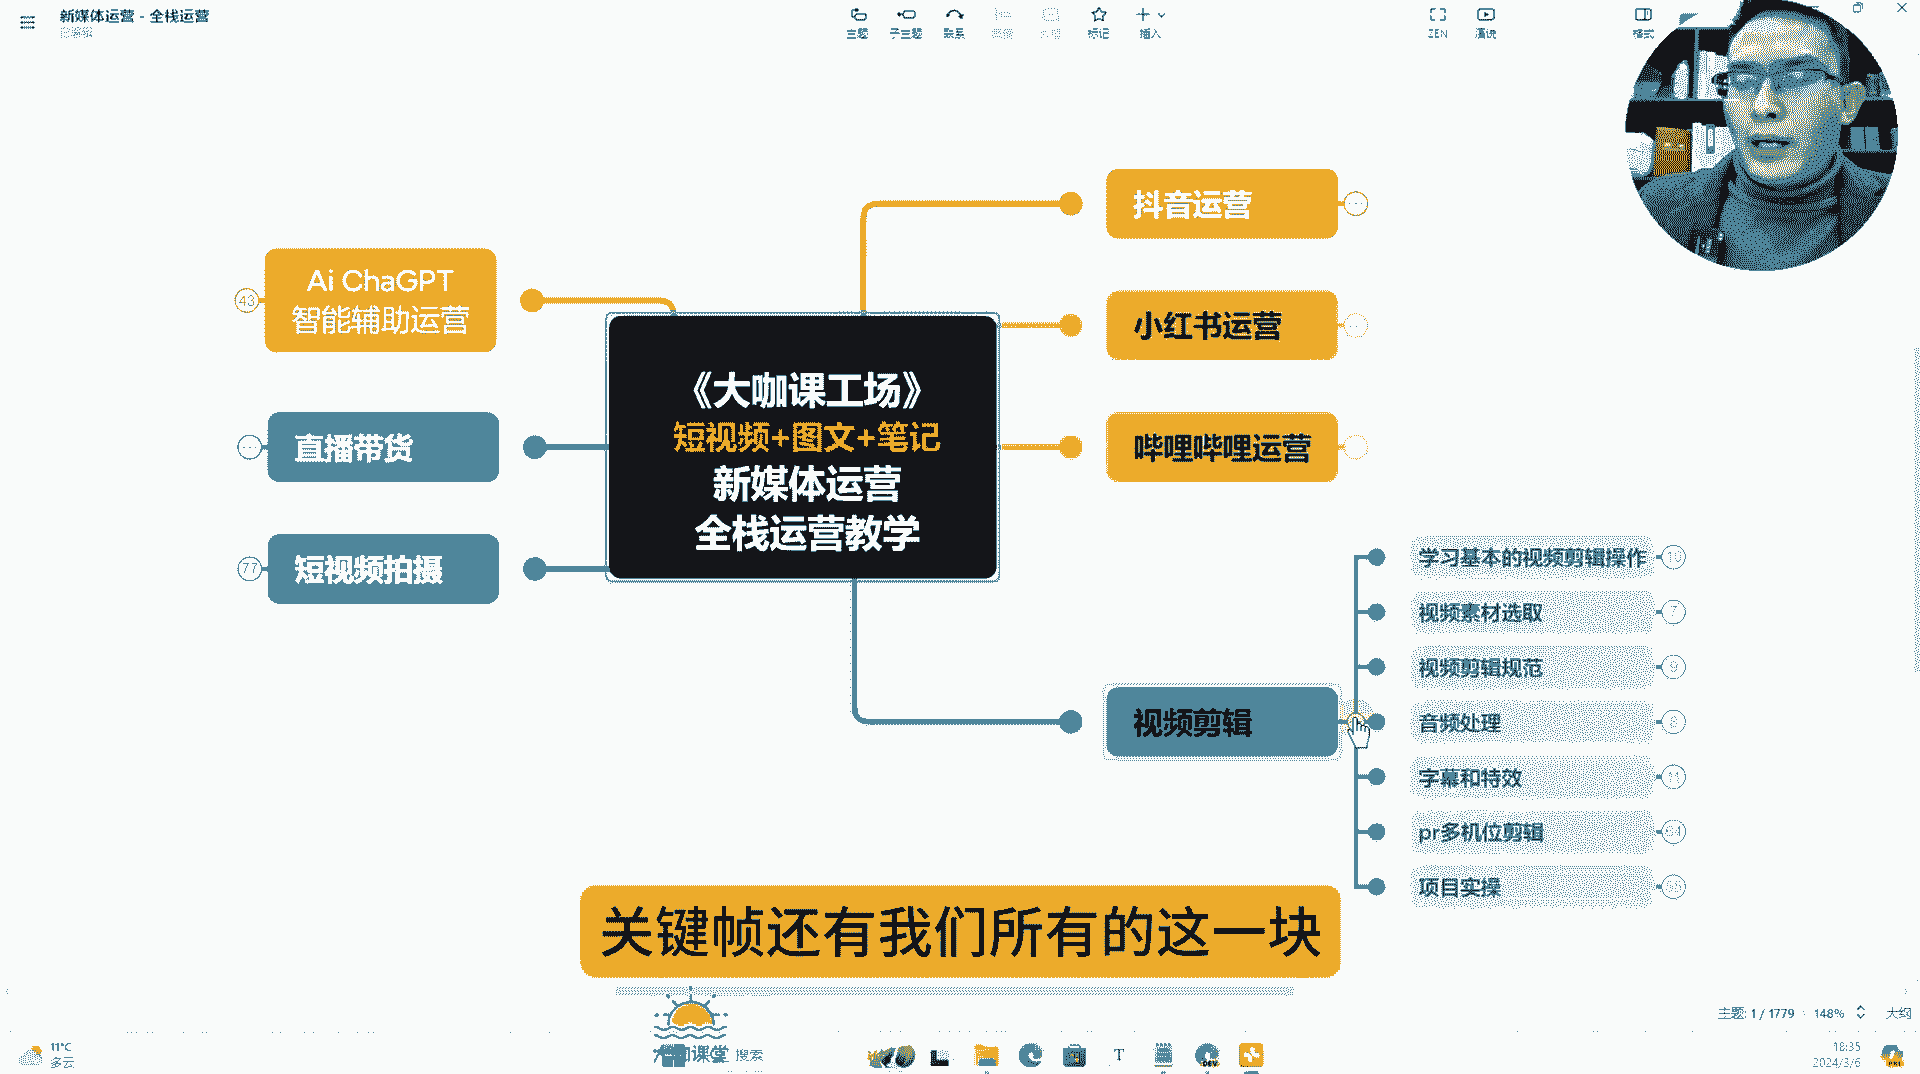 新媒体运营 - 全栈运营
已编辑
主题
子主题
联系
标记
插入
ZEN
演说
格式
抖音运营
Ai ChaGPT
智能辅助运营
43
小红书运营
《大咖课工场》
短视频+图文+笔记
新媒体运营
全栈运营教学
直播带货
哔哩哔哩运营
短视频拍摄
77
学习基本的视频剪辑操作
视频素材选取
7
视频剪辑规范
9
视频剪辑
音频处理
8
字幕和特效
11
pr多机位剪辑
项目实操
关键帧还有我们所有的这一块
主题: 1 / 1779
148%
大纲
11°C
多云
搜索
18:35
2024/3/6